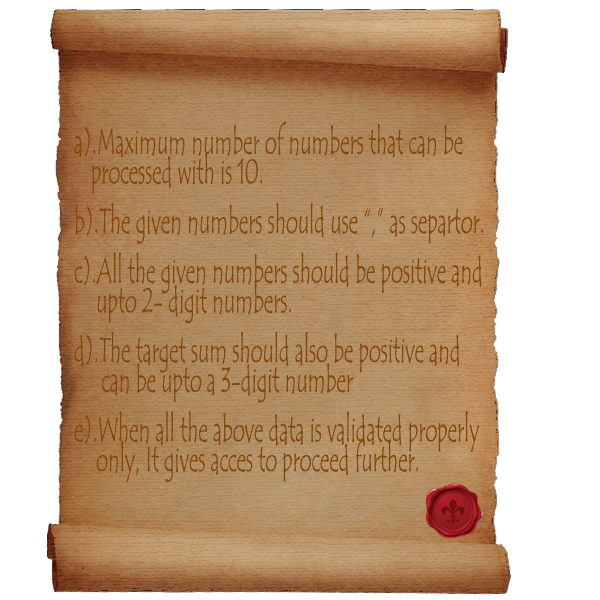 a).Maximum number of numbers that can be
processed with is 10.
b).The given numbers should use “,” as separtor.
c).All the given numbers should be positive and
upto 2- digit numbers.
d).The target sum should also be positive and
can be upto a 3-digit number
e).When all the above data is validated properly
only, It gives acces to proceed further.